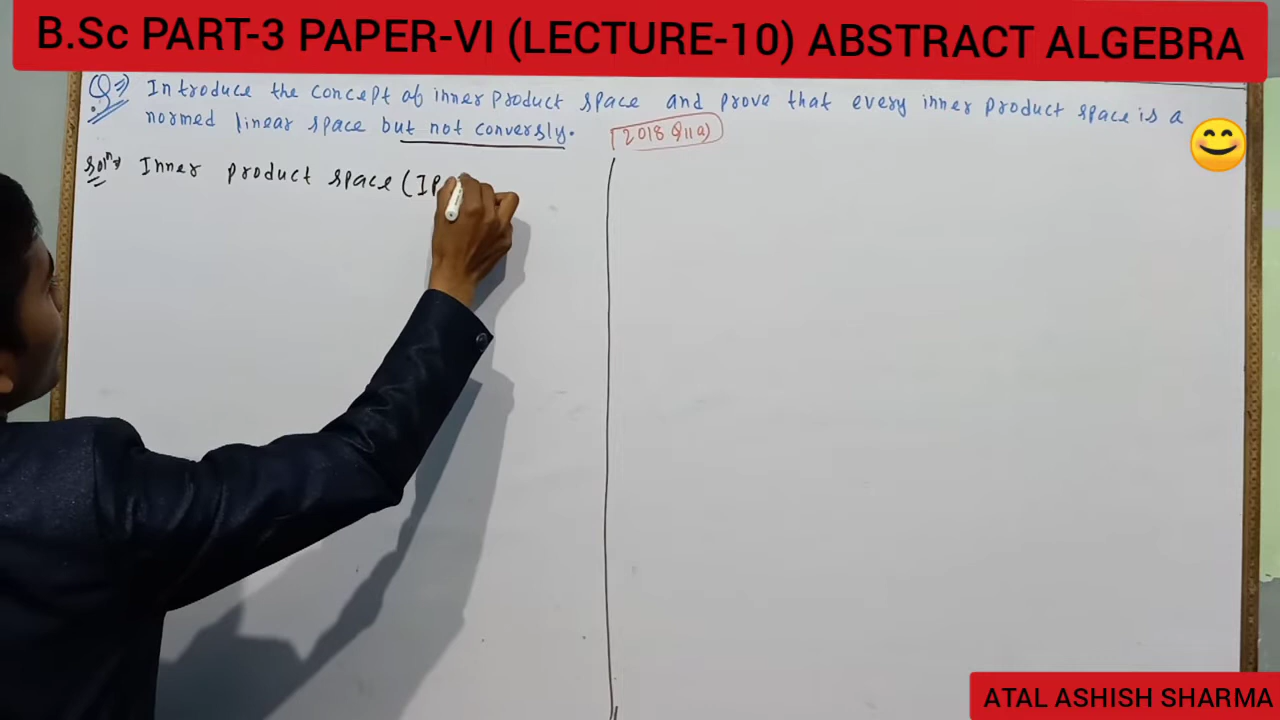 B.Sc PART-3 PAPER-VI (LECTURE-10) ABSTRACT ALGEBRA
Q⇒ Introduce the concept of inner product space and prove that every inner product space is a
normed linear space but not conversly.
2018 Q11a)
Solⁿ⇒ Inner product space (IP
ATAL ASHISH SHARMA